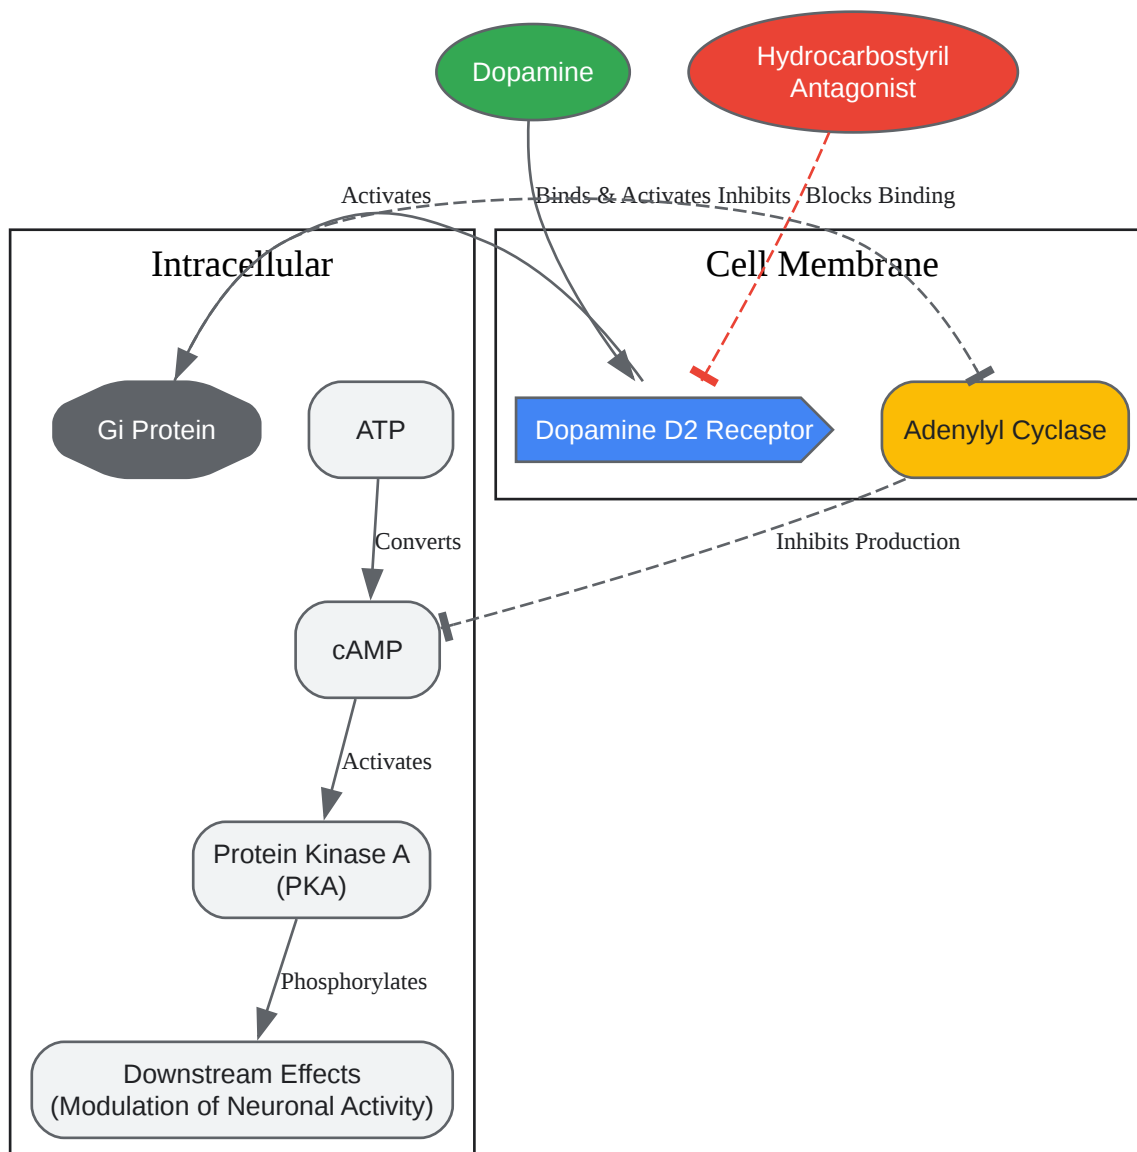 Dopamine
Hydrocarbostyril
Antagonist
Activates
Binds & Activates
Inhibits
Blocks Binding
Intracellular
Cell Membrane
Gi Protein
ATP
Dopamine D2 Receptor
Adenylyl Cyclase
Converts
Inhibits Production
cAMP
Activates
Protein Kinase A
(PKA)
Phosphorylates
Downstream Effects
(Modulation of Neuronal Activity)